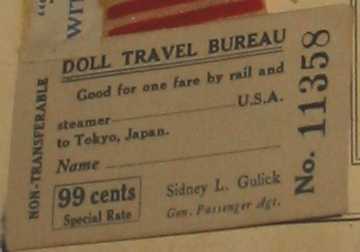 WIT
DOLL TRAVEL BUREAU
Good for one fare by rail and
steamer U.S.A.
to Tokyo, Japan.
Name
99 cents
Special Rate
Sidney L. Gulick
Gen. Passenger Agt.
NON-TRANSFERABLE
No. 11358